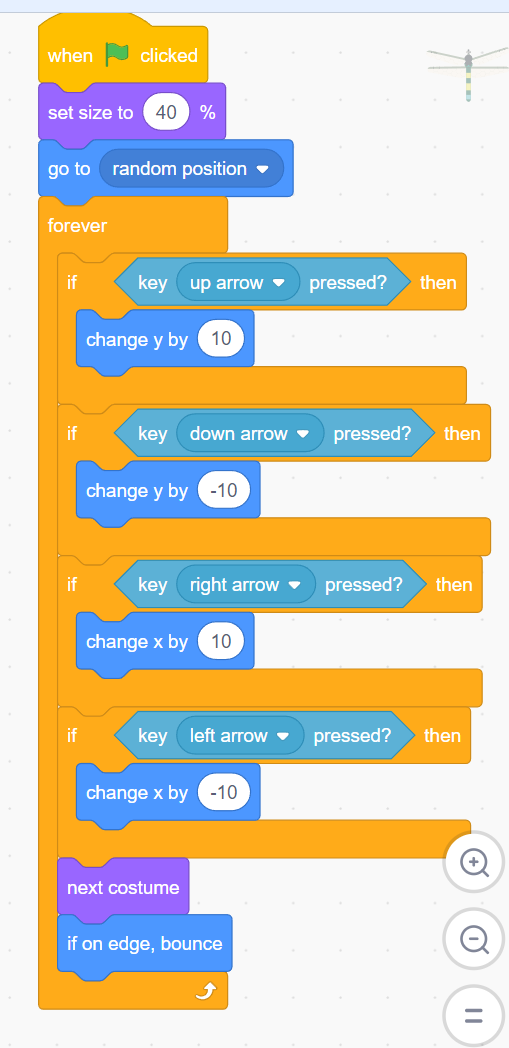 when clicked
set size to 40 %
go to random position
forever
if key up arrow pressed? then
change y by 10
if key down arrow pressed? then
change y by -10
if key right arrow pressed? then
change x by 10
if key left arrow pressed? then
change x by -10
next costume
if on edge, bounce